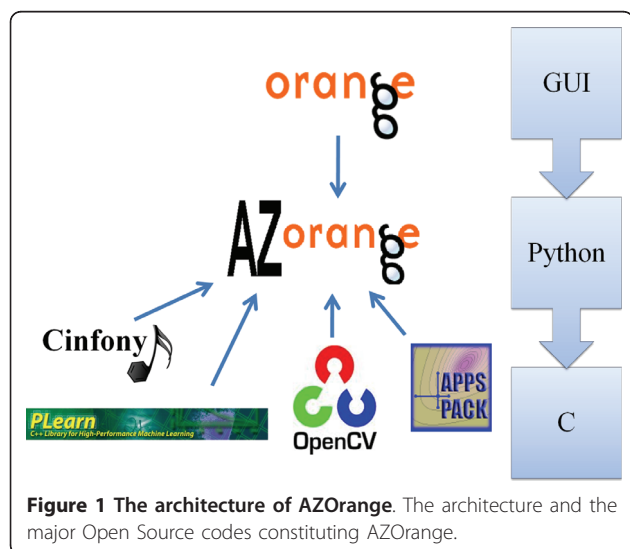 orange
GUI
AZorange
Python
Cinfony
PLearn
C++ Library for High-Performance Machine Learning
OpenCV
APPS
PACK
C
Figure 1 The architecture of AZOrange. The architecture and the
major Open Source codes constituting AZOrange.